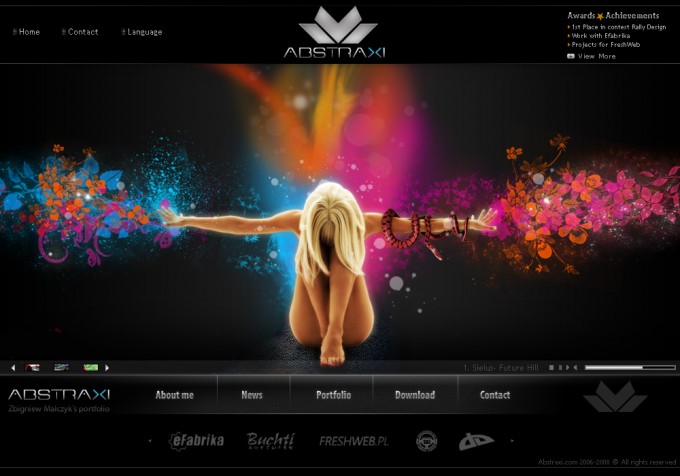 Home
Contact
Language
ABSTRAXI
Awards Achievements
1st Place in contest Rally Design
Work with Efabrika
Projects for FreshWeb
View More
1. Sielus- Future Hill
ABSTRAXI
Zbigniew Malczyk's portfolio
About me
News
Portfolio
Download
Contact
efabrika
Buchti
FRESHWEB.PL
Abstraxi.com 2006-2008 © All rights reserved